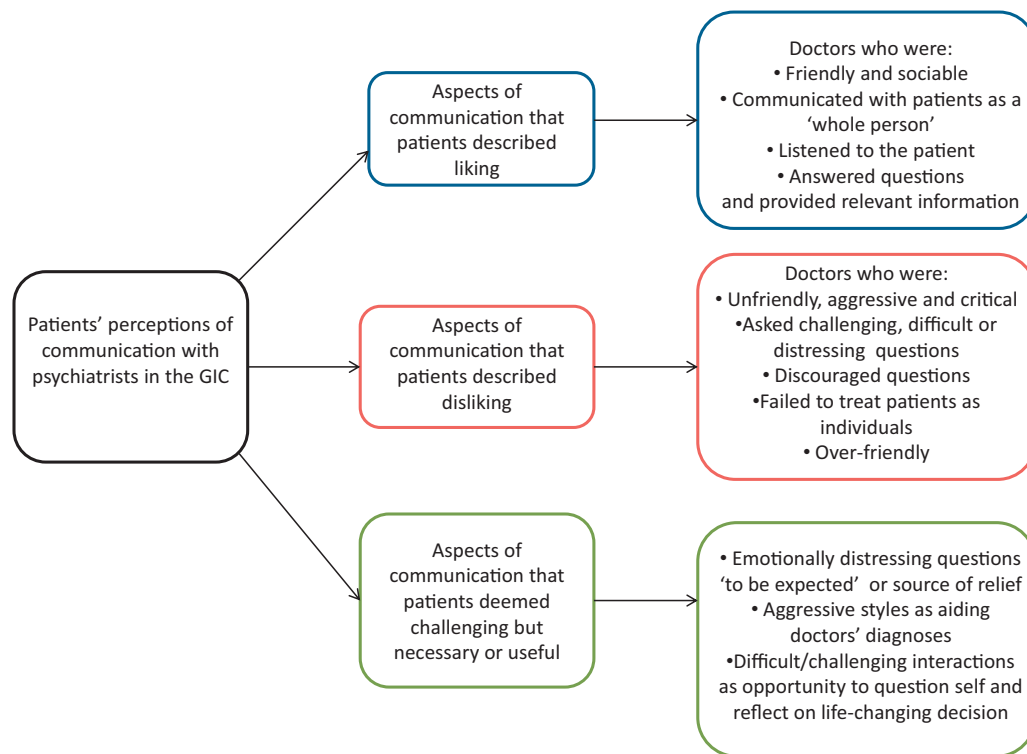 Patients’ perceptions of
communication with
psychiatrists in the GIC
Aspects of
communication that
patients described
liking
Doctors who were:
• Friendly and sociable
• Communicated with patients as a
‘whole person’
• Listened to the patient
• Answered questions
and provided relevant information
Aspects of
communication that
patients described
disliking
Doctors who were:
• Unfriendly, aggressive and critical
•Asked challenging, difficult or
distressing questions
• Discouraged questions
•Failed to treat patients as
individuals
• Over-friendly
Aspects of
communication that
patients deemed
challenging but
necessary or useful
• Emotionally distressing questions
‘to be expected’ or source of relief
• Aggressive styles as aiding
doctors’ diagnoses
•Difficult/challenging interactions
as opportunity to question self and
reflect on life-changing decision